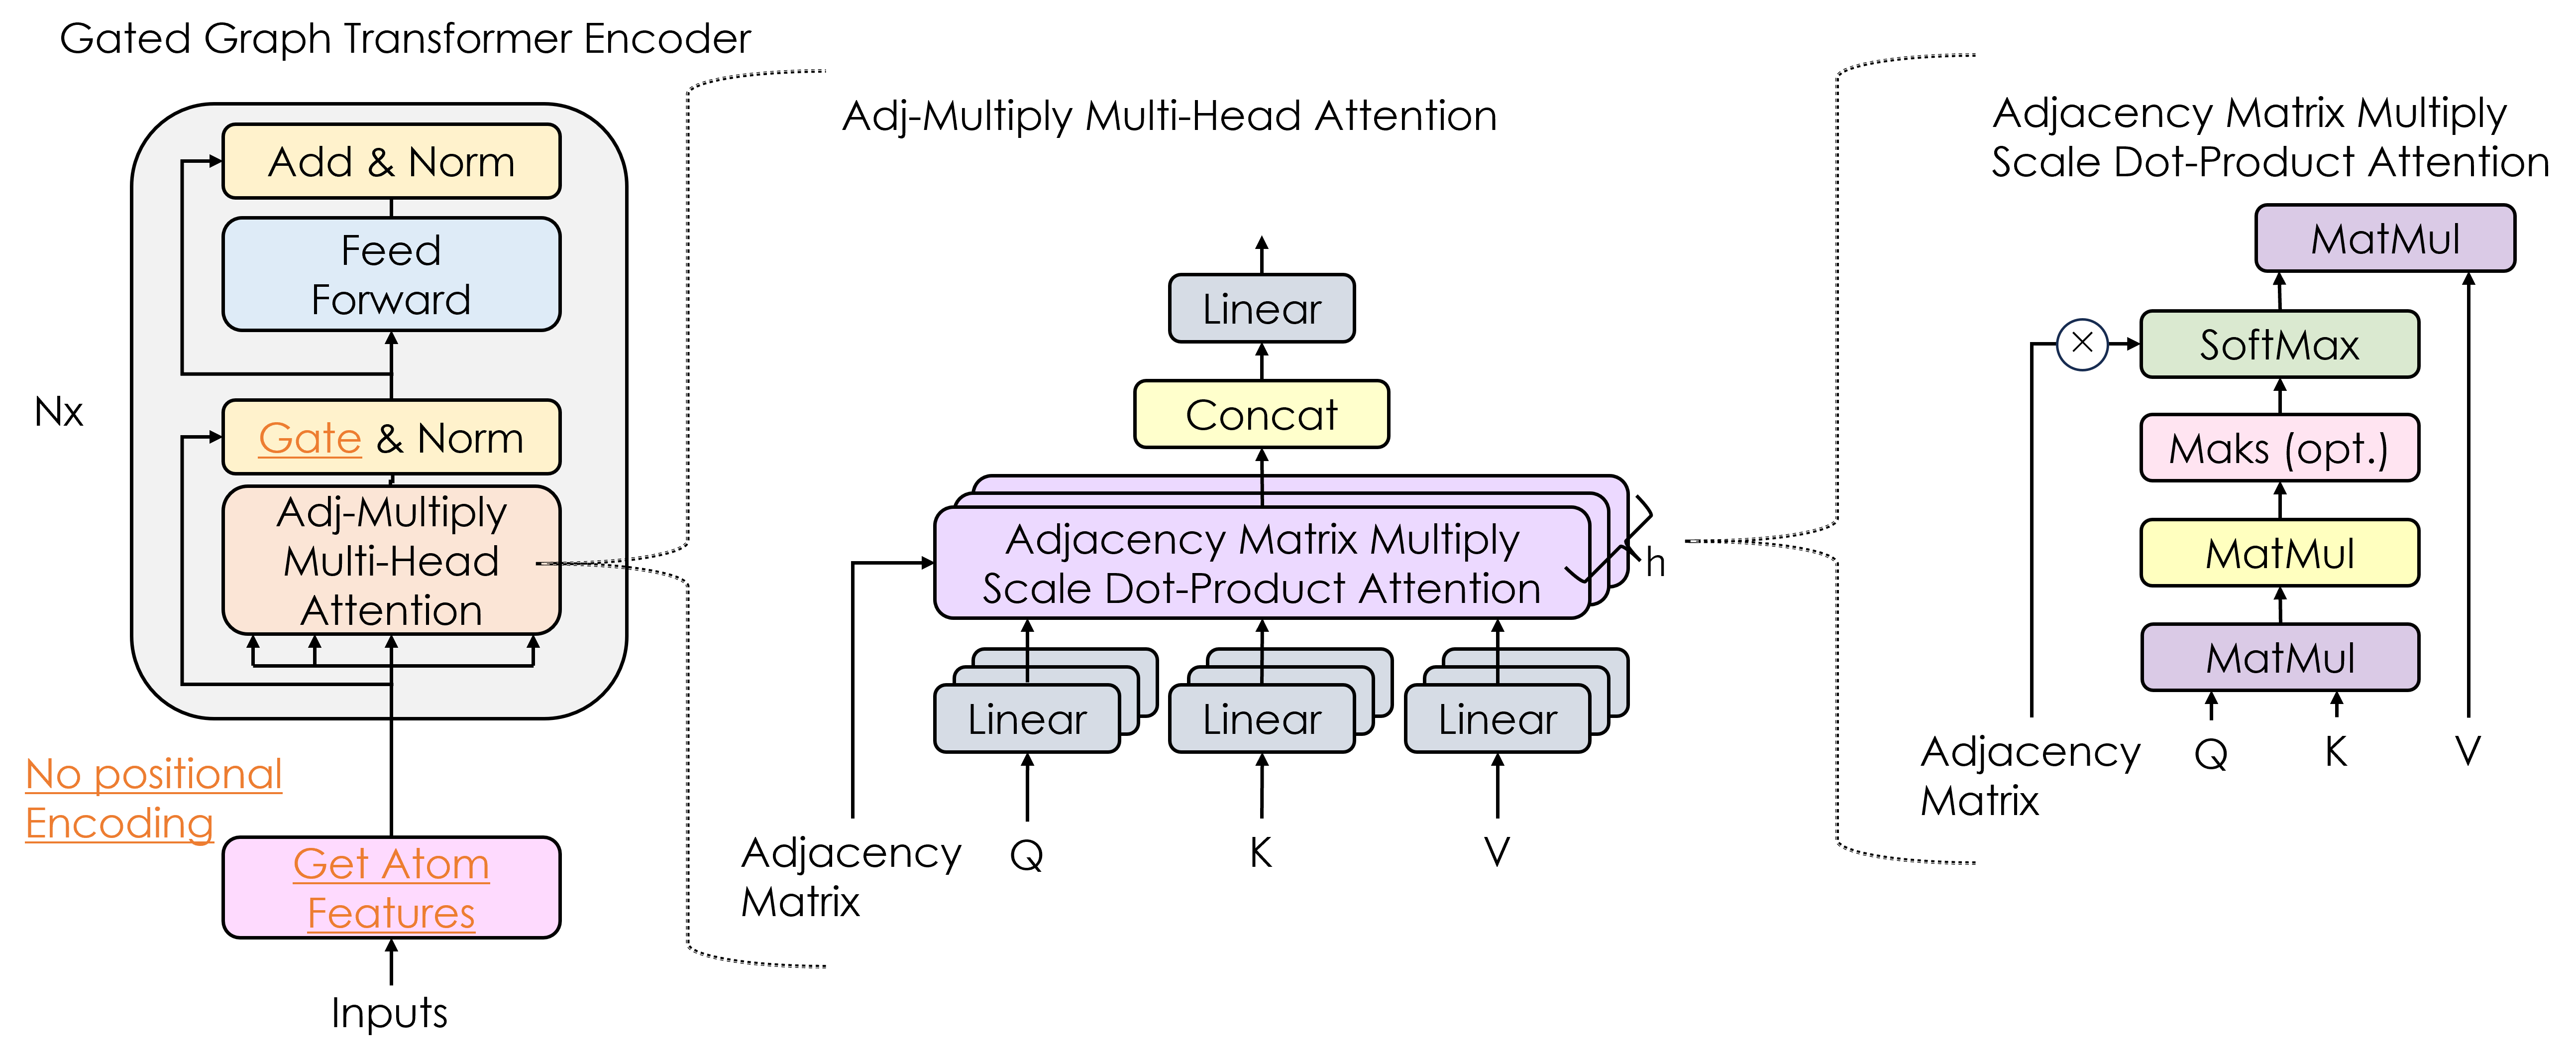 Gated Graph Transformer Encoder
Add & Norm
Feed
Forward
Nx
Gate & Norm
Adj-Multiply
Multi-Head
Attention
No positional
Encoding
Get Atom
Features
Inputs
Adj-Multiply Multi-Head Attention
Linear
Concat
Adjacency Matrix Multiply
Scale Dot-Product Attention
h
Linear
Linear
Linear
Adjacency
Matrix
Q
K
V
Adjacency Matrix Multiply
Scale Dot-Product Attention
MatMul
SoftMax
Maks (opt.)
MatMul
MatMul
Adjacency
Matrix
Q
K
V